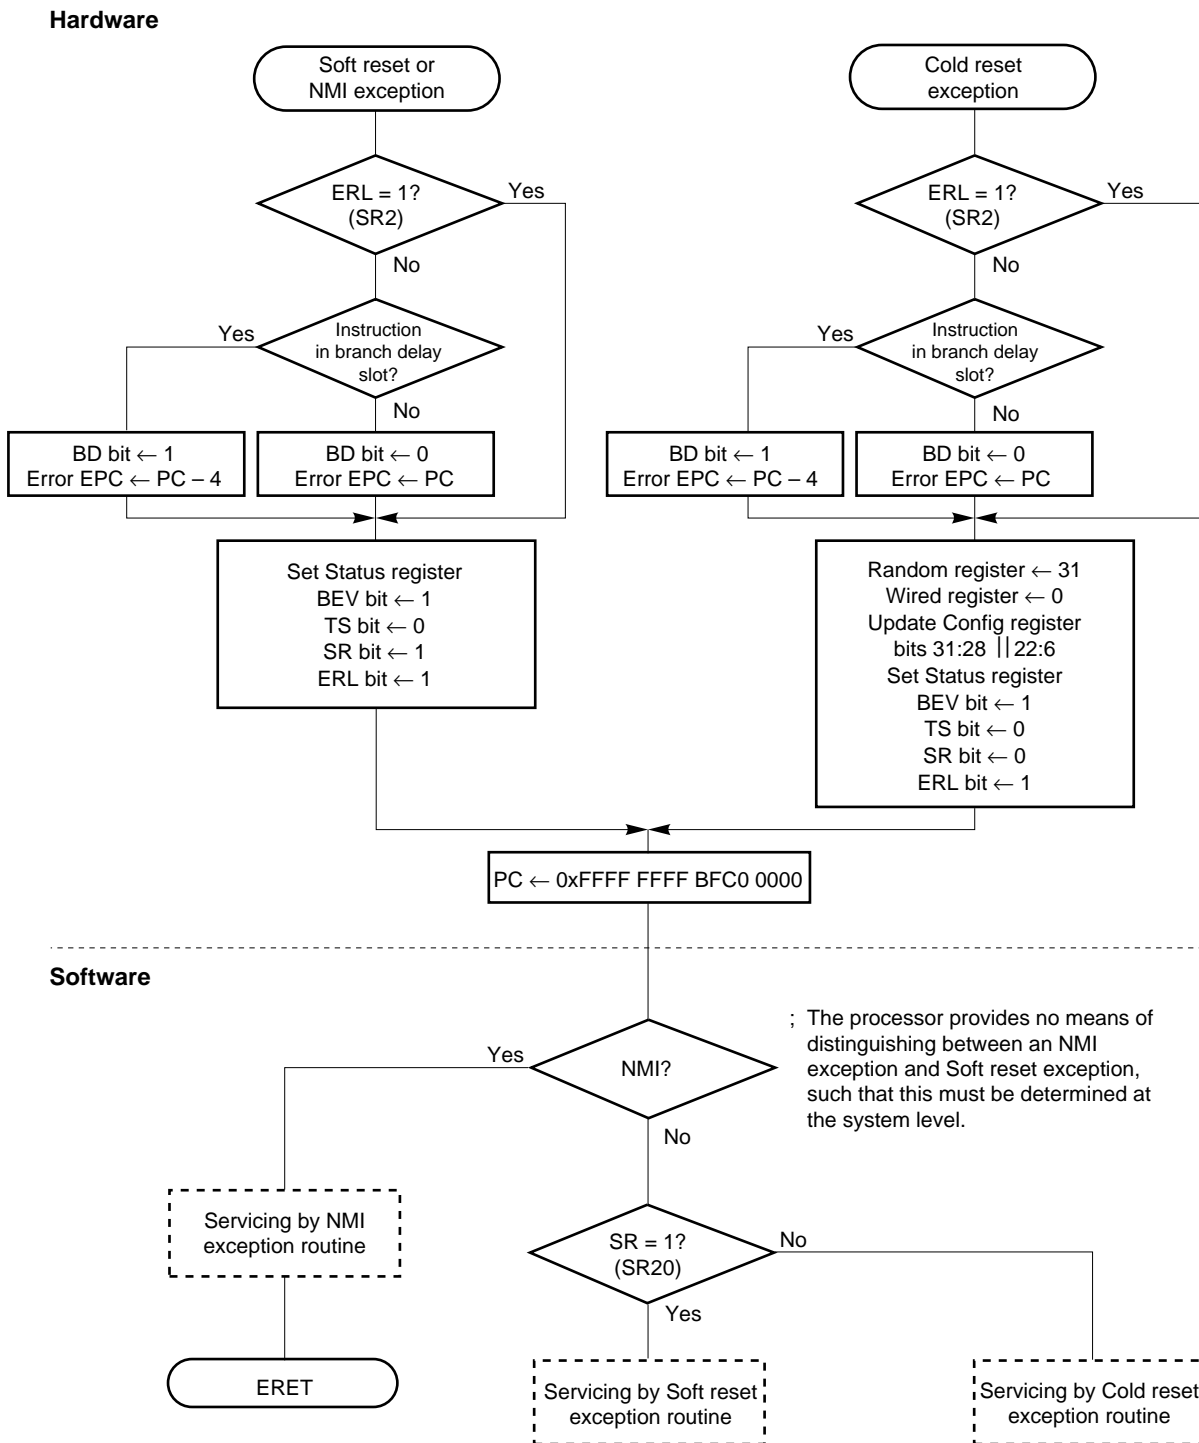 Hardware
Soft reset or
NMI exception
Cold reset
exception
ERL = 1?
(SR2)
Yes
No
ERL = 1?
(SR2)
Yes
No
Yes
Instruction
in branch delay
slot?
No
Yes
Instruction
in branch delay
slot?
No
BD bit ← 1
Error EPC ← PC – 4
BD bit ← 0
Error EPC ← PC
BD bit ← 1
Error EPC ← PC – 4
BD bit ← 0
Error EPC ← PC
Set Status register
BEV bit ← 1
TS bit ← 0
SR bit ← 1
ERL bit ← 1
Random register ← 31
Wired register ← 0
Update Config register
bits 31:28 || 22:6
Set Status register
BEV bit ← 1
TS bit ← 0
SR bit ← 0
ERL bit ← 1
PC ← 0xFFFF FFFF BFC0 0000
Software
Yes
NMI?
No
; The processor provides no means of
distinguishing between an NMI
exception and Soft reset exception,
such that this must be determined at
the system level.
Servicing by NMI
exception routine
SR = 1?
(SR20)
No
Yes
ERET
Servicing by Soft reset
exception routine
Servicing by Cold reset
exception routine